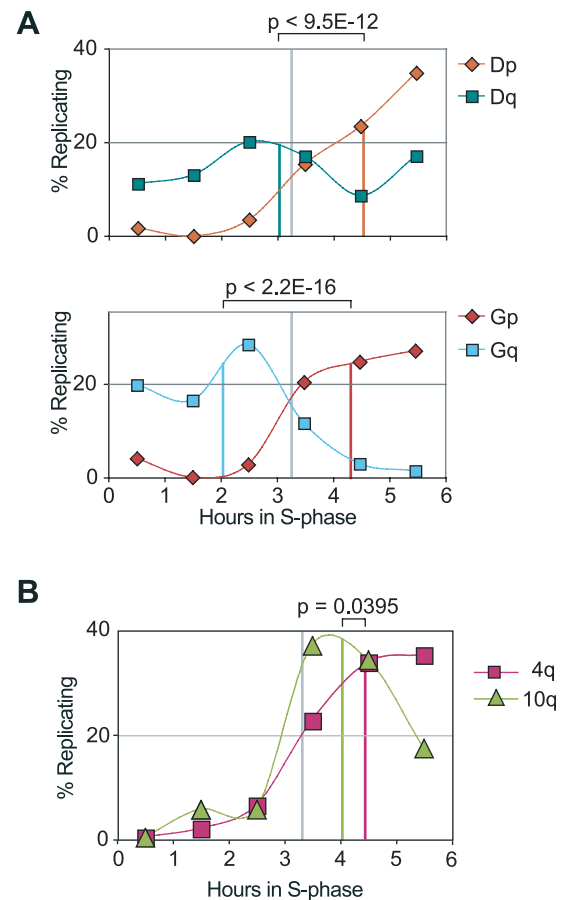 A
p < 9.5E-12
40
20
0
% Replicating
Dp
Dq
p < 2.2E-16
20
0
% Replicating
Gp
Gq
0 1 2 3 4 5 6
Hours in S-phase
B
p = 0.0395
40
20
0
% Replicating
4q
10q
0 1 2 3 4 5 6
Hours in S-phase